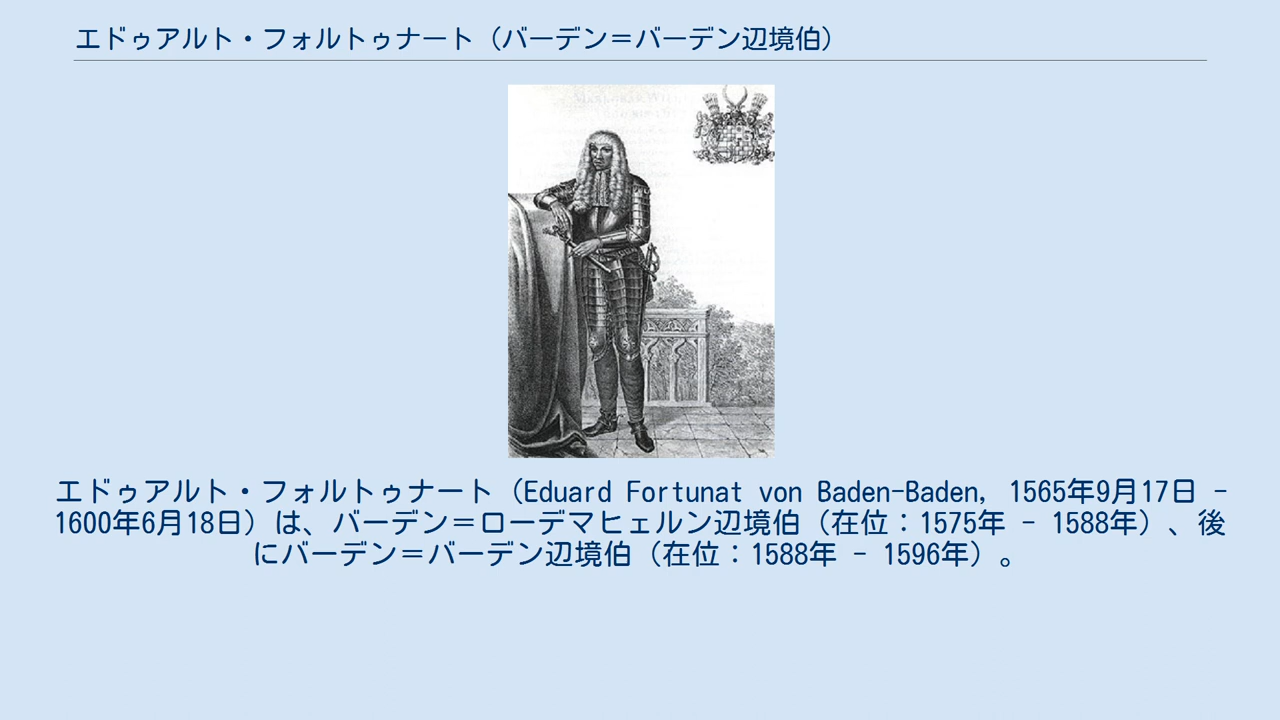 エドゥアルト・フォルトゥナート（バーデン＝バーデン辺境伯）
エドゥアルト・フォルトゥナート（Eduard Fortunat von Baden-Baden, 1565年9月17日 -
1600年6月18日）は、バーデン＝ローデマヒェルン辺境伯（在位：1575年 - 1588年）、後
にバーデン＝バーデン辺境伯（在位：1588年 - 1596年）。